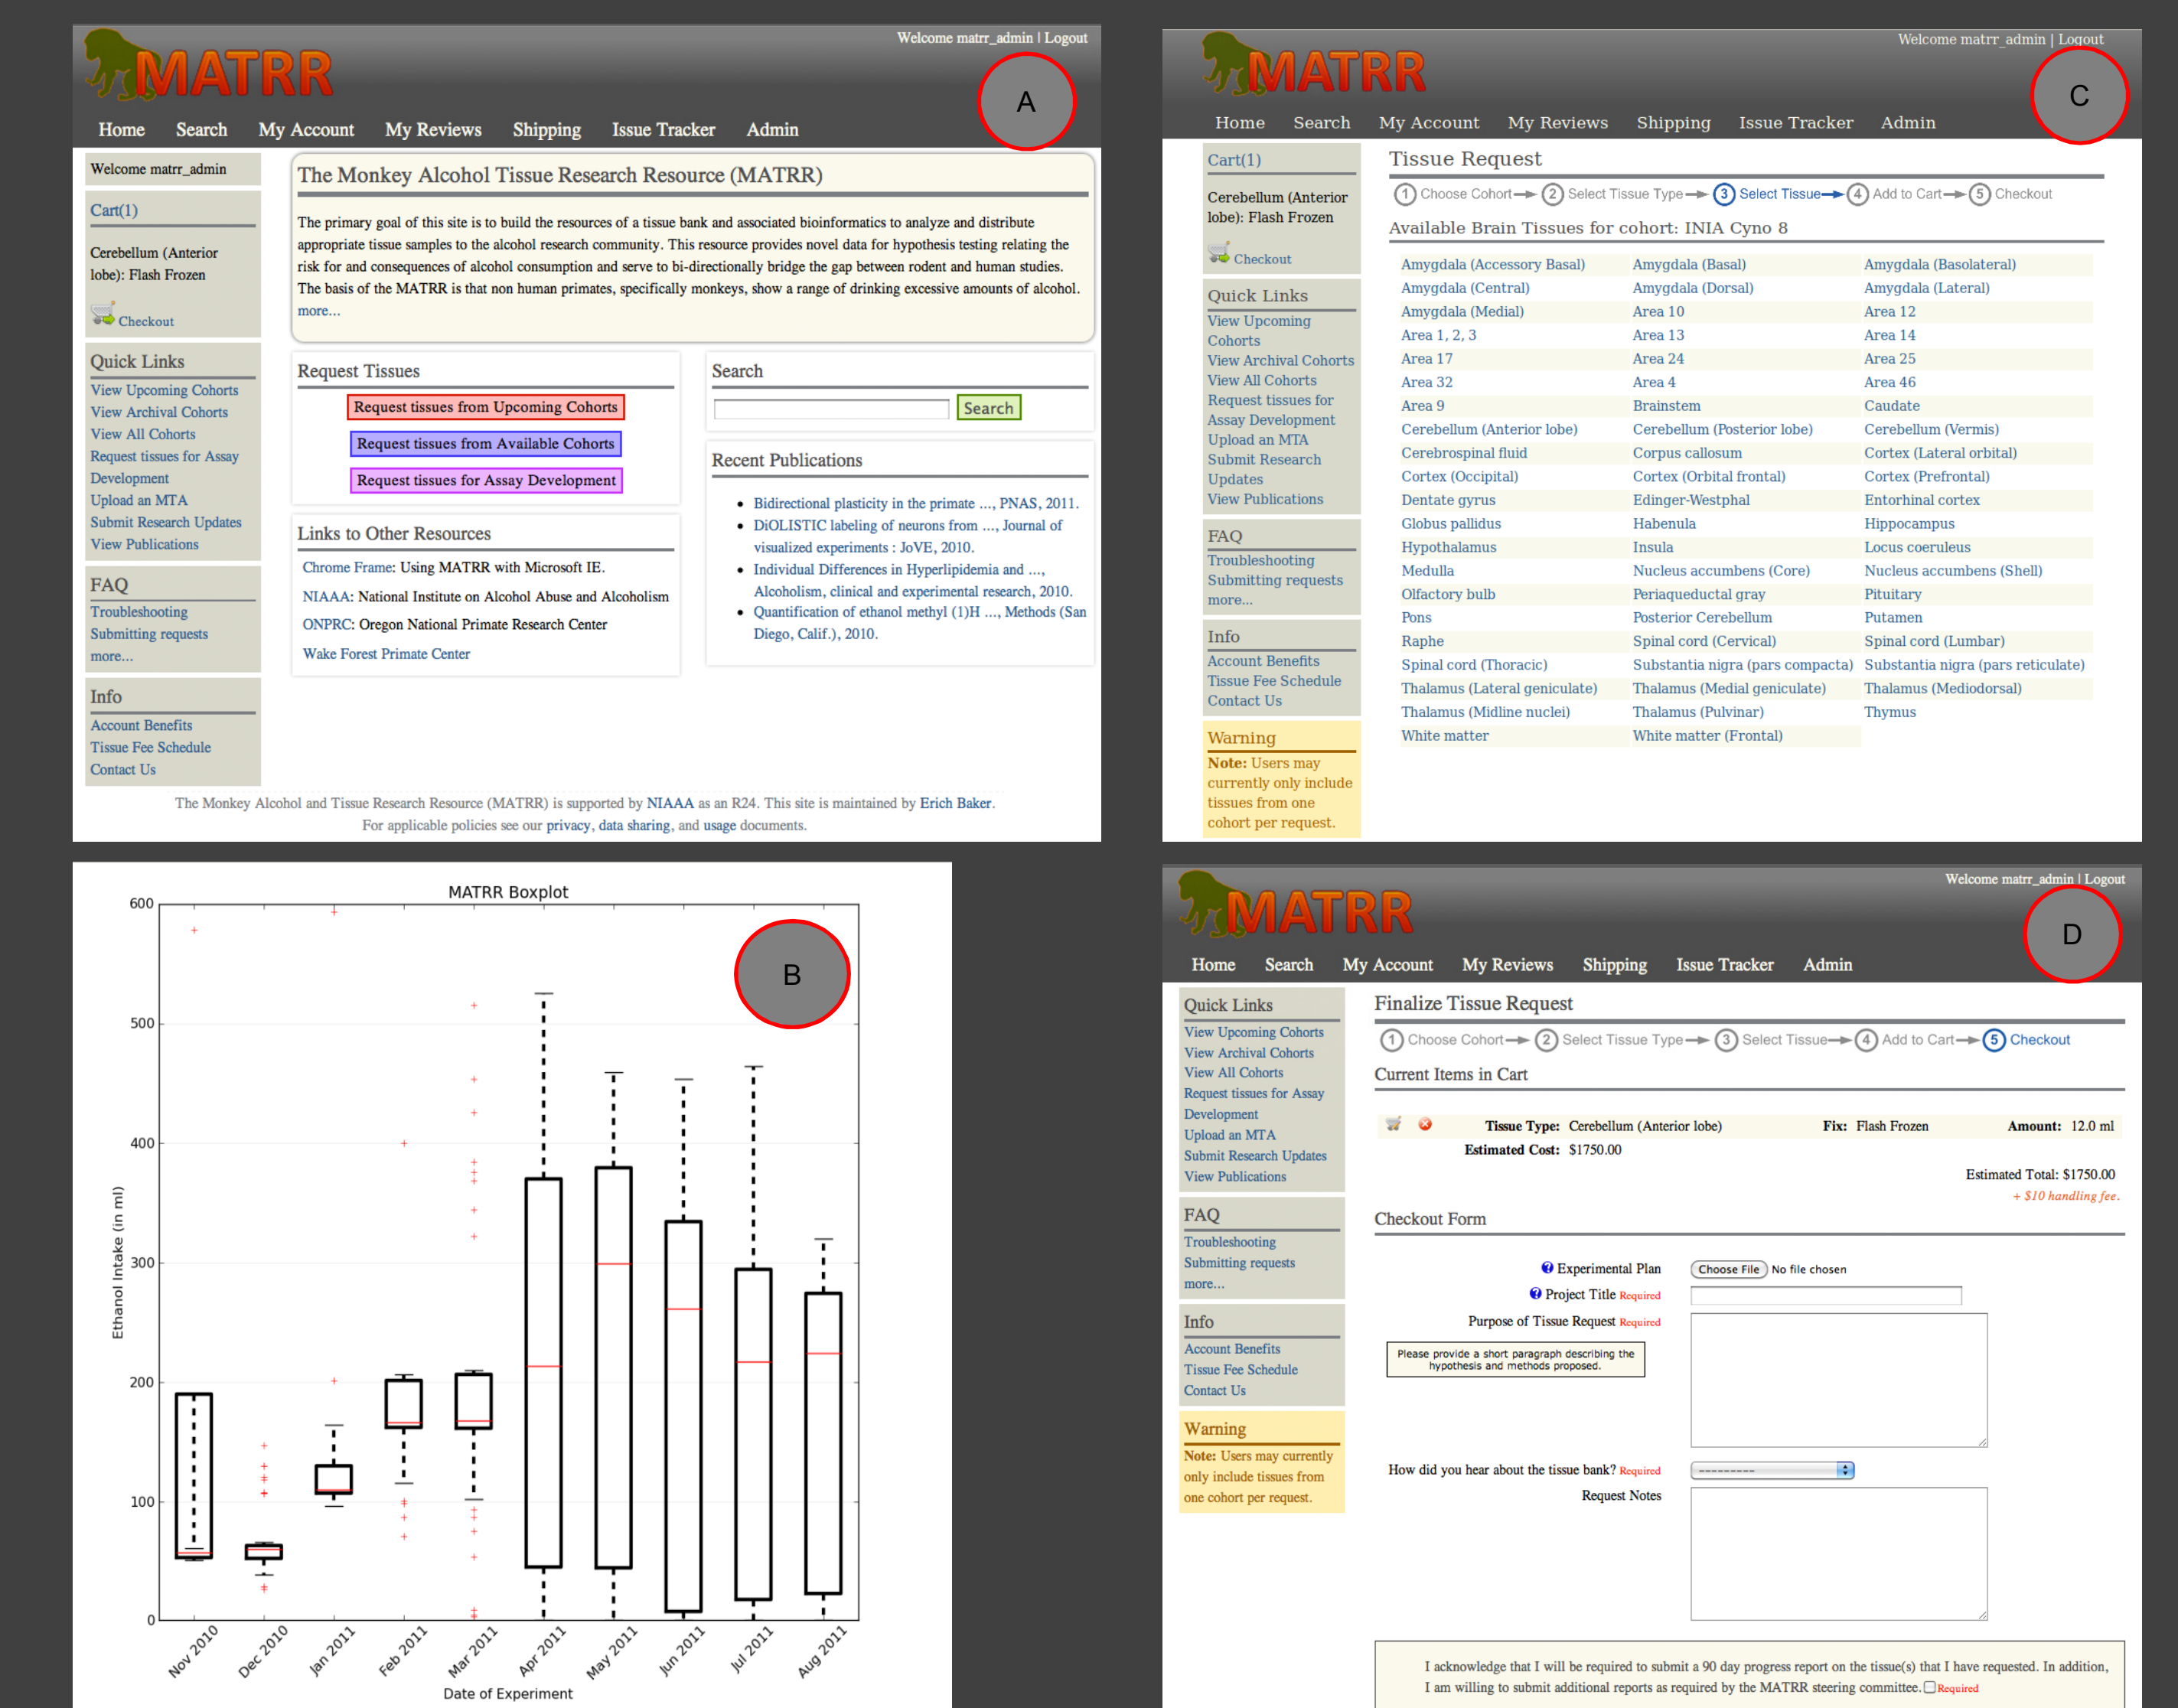 Welcome matrr_admin | Logout
MATRR
A
Home Search My Account My Reviews Shipping Issue Tracker Admin
Welcome matrr_admin
Cart(1)
Cerebellum (Anterior
lobe): Flash Frozen
Checkout
Quick Links
View Upcoming Cohorts
View Archival Cohorts
View All Cohorts
Request tissues for Assay
Development
Upload an MTA
Submit Research Updates
View Publications
FAQ
Troubleshooting
Submitting requests
more...
Info
Account Benefits
Tissue Fee Schedule
Contact Us
The Monkey Alcohol Tissue Research Resource (MATRR)
The primary goal of this site is to build the resources of a tissue bank and associated bioinformatics to analyze and distribute
appropriate tissue samples to the alcohol research community. This resource provides novel data for hypothesis testing relating the
risk for and consequences of alcohol consumption and serve to bi-directionally bridge the gap between rodent and human studies.
The basis of the MATRR is that non human primates, specifically monkeys, show a range of drinking excessive amounts of alcohol.
more...
Request Tissues
Request tissues from Upcoming Cohorts
Request tissues from Available Cohorts
Request tissues for Assay Development
Links to Other Resources
Chrome Frame: Using MATRR with Microsoft IE.
NIAAA: National Institute on Alcohol Abuse and Alcoholism
ONPRC: Oregon National Primate Research Center
Wake Forest Primate Center
Search
Search
Recent Publications
• Bidirectional plasticity in the primate ..., PNAS, 2011.
• DiOLISTIC labeling of neurons from ..., Journal of
visualized experiments : JoVE, 2010.
• Individual Differences in Hyperlipidemia and ...,
Alcoholism, clinical and experimental research, 2010.
• Quantification of ethanol methyl (1)H ..., Methods (San
Diego, Calif.), 2010.
The Monkey Alcohol and Tissue Research Resource (MATRR) is supported by NIAAA as an R24. This site is maintained by Erich Baker.
For applicable policies see our privacy, data sharing, and usage documents.
MATRR Boxplot
B
Ethanol Intake (in ml)
600
500
400
300
200
100
0
Nov 2010 Dec 2010 Jan 2011 Feb 2011 Mar 2011 Apr 2011 May 2011 Jun 2011 Jul 2011 Aug 2011
Date of Experiment
Welcome matrr_admin | Logout
MATRR
C
Home Search My Account My Reviews Shipping Issue Tracker Admin
Cart(1)
Cerebellum (Anterior
lobe): Flash Frozen
Checkout
Quick Links
View Upcoming
Cohorts
View Archival Cohorts
View All Cohorts
Request tissues for
Assay Development
Upload an MTA
Submit Research
Updates
View Publications
FAQ
Troubleshooting
Submitting requests
more...
Info
Account Benefits
Tissue Fee Schedule
Contact Us
Warning
Note: Users may
currently only include
tissues from one
cohort per request.
Tissue Request
1 Choose Cohort 2 Select Tissue Type 3 Select Tissue 4 Add to Cart 5 Checkout
Available Brain Tissues for cohort: INIA Cyno 8
Amygdala (Accessory Basal) Amygdala (Basal) Amygdala (Basolateral)
Amygdala (Central) Amygdala (Dorsal) Amygdala (Lateral)
Amygdala (Medial) Area 10 Area 12
Area 1, 2, 3 Area 13 Area 14
Area 17 Area 24 Area 25
Area 32 Area 4 Area 46
Area 9 Brainstem Caudate
Cerebellum (Anterior lobe) Cerebellum (Posterior lobe) Cerebellum (Vermis)
Cerebrospinal fluid Corpus callosum Cortex (Lateral orbital)
Cortex (Occipital) Cortex (Orbital frontal) Cortex (Prefrontal)
Dentate gyrus Edinger-Westphal Entorhinal cortex
Globus pallidus Habenula Hippocampus
Hypothalamus Insula Locus coeruleus
Medulla Nucleus accumbens (Core) Nucleus accumbens (Shell)
Olfactory bulb Periaqueductal gray Pituitary
Pons Posterior Cerebellum Putamen
Raphe Spinal cord (Cervical) Spinal cord (Lumbar)
Spinal cord (Thoracic) Substantia nigra (pars compacta) Substantia nigra (pars reticulate)
Thalamus (Lateral geniculate) Thalamus (Medial geniculate) Thalamus (Mediodorsal)
Thalamus (Midline nuclei) Thalamus (Pulvinar) Thymus
White matter White matter (Frontal)
Welcome matrr_admin | Logout
MATRR
D
Home Search My Account My Reviews Shipping Issue Tracker Admin
Quick Links
View Upcoming Cohorts
View Archival Cohorts
View All Cohorts
Request tissues for Assay
Development
Upload an MTA
Submit Research Updates
View Publications
FAQ
Troubleshooting
Submitting requests
more...
Info
Account Benefits
Tissue Fee Schedule
Contact Us
Warning
Note: Users may currently
only include tissues from
one cohort per request.
Finalize Tissue Request
1 Choose Cohort 2 Select Tissue Type 3 Select Tissue 4 Add to Cart 5 Checkout
Current Items in Cart
Tissue Type: Cerebellum (Anterior lobe) Fix: Flash Frozen Amount: 12.0 ml
Estimated Cost: $1750.00
Estimated Total: $1750.00
+ $10 handling fee.
Checkout Form
? Experimental Plan Choose File No file chosen
? Project Title Required
Purpose of Tissue Request Required
Please provide a short paragraph describing the
hypothesis and methods proposed.
How did you hear about the tissue bank? Required ---------
Request Notes
I acknowledge that I will be required to submit a 90 day progress report on the tissue(s) that I have requested. In addition,
I am willing to submit additional reports as required by the MATRR steering committee. Required